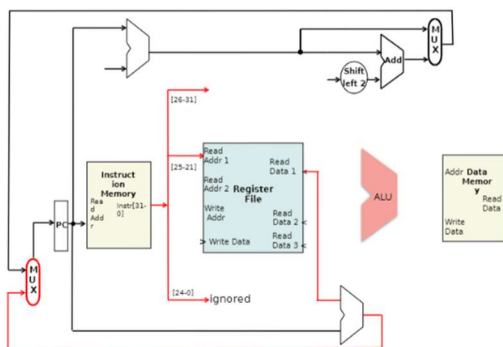 M
U
X
Add
Shift
left 2
[26-31]
[25-21]
Instruct
ion Memory
Rea
d
Addr
r
Instr[31-
0]
PC
M
U
X
Read
Addr 1
Read
Addr 2
Write
Addr
Write Data
Register
File
Read
Data 1
Read
Data 2
Read
Data 3
ALU
Addr
Data
Memor
y
Read
Data
Write
Data
[24-0]
ignored